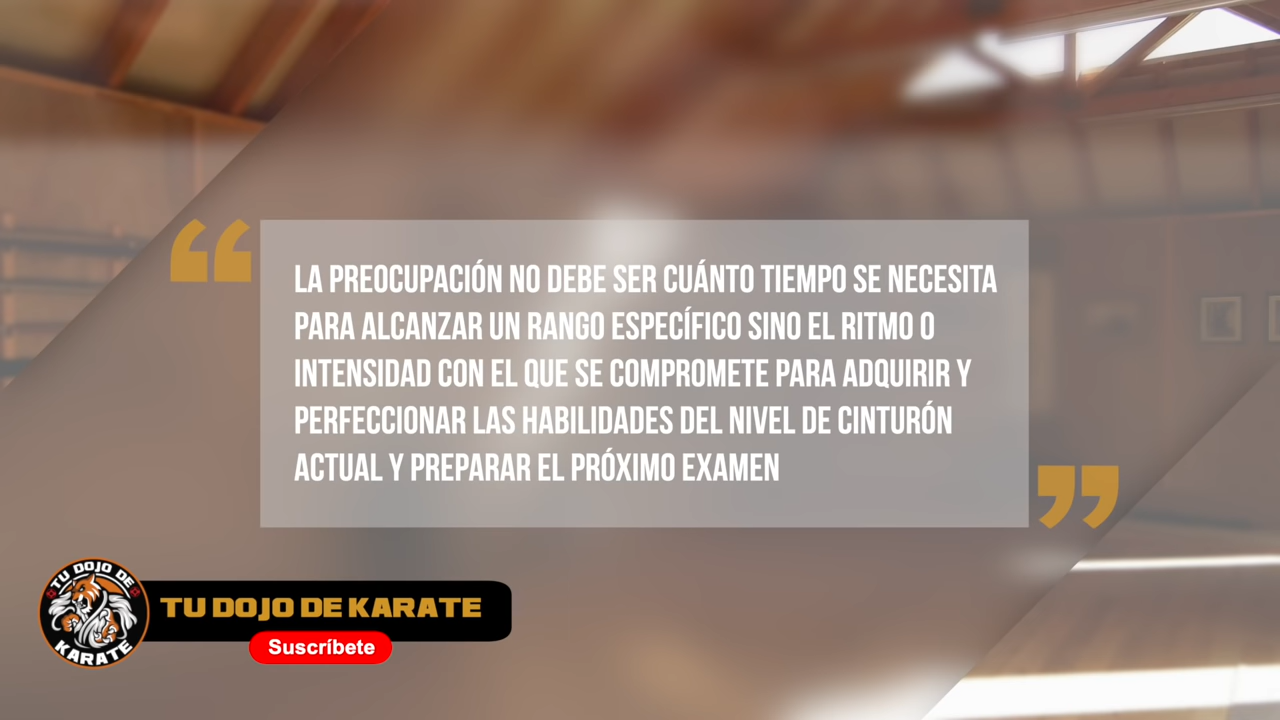 “
LA PREOCUPACIÓN NO DEBE SER CUÁNTO TIEMPO SE NECESITA
PARA ALCANZAR UN RANGO ESPECÍFICO SINO EL RITMO O
INTENSIDAD CON EL QUE SE COMPROMETE PARA ADQUIRIR Y
PERFECCIONAR LAS HABILIDADES DEL NIVEL DE CINTURÓN
ACTUAL Y PREPARAR EL PRÓXIMO EXAMEN
”
TU DOJO DE
KARATE
TU DOJO DE KARATE
Suscríbete